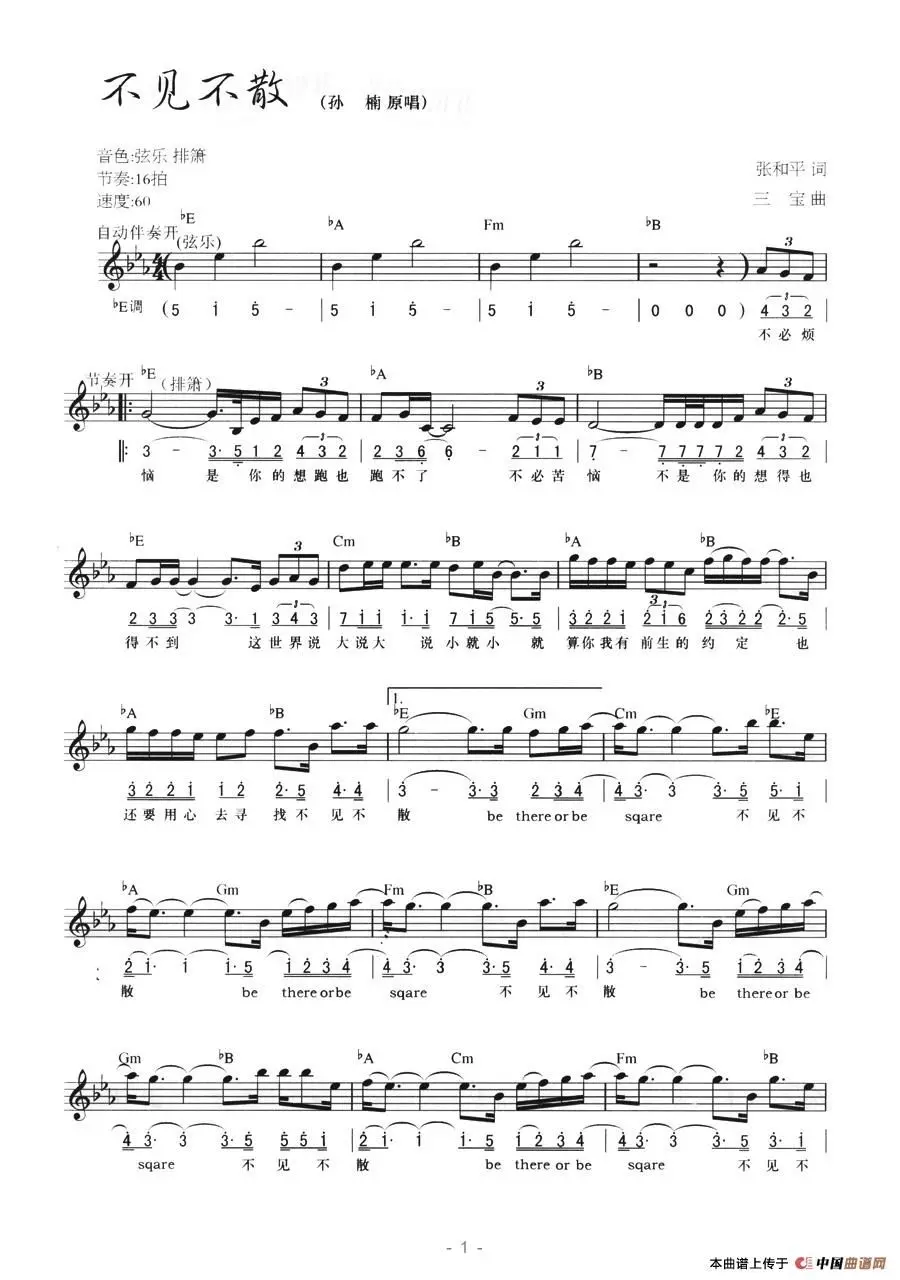 不见不散 (孙 楠 原唱)
音色:弦乐 排箫
张和平 词
节奏:16拍
三 宝 曲
速度:60
自动伴奏开 (弦乐) ♭E ♭A Fm ♭B
3
♭E调 (5 i 5 - | 5 i 5 - | 5 i 5 - | 0 0 0) 4 3 2
不必烦
节奏开 ♭E (排箫) ♭A ♭B
3 3 3 3
3 - 3· 5 1 2 4 3 2 | 2 3 6 6 - 2 1 1 | 7 - 7 7 7 7 2 4 3 2
恼 是 你的想跑也 跑不了 不必苦 恼 不是 你的想得也
♭E Cm ♭B ♭A ♭B
3
2 3 3 3 3· 1 3 4 3 | 7 i i i· i 7 i 5 5· 5 | 3 2 2 i 2 i 6 2 3 2 2 2· 5
得不到 这世界说 大说大 说小就小 就 算你我有 前生的 约定 也
♭A ♭B 1. ♭E Gm Cm ♭E
3 2 2 i i 2 2· 5 4· 4 | 3 - 3· 5 1 2 3 4 | 4 3· 3 3· 5 5· 5
还要用心 去寻 找不 见不 散 be there or be sqare 不见不
♭A Gm Fm ♭B ♭E Gm
2 i· i i· 5 i 2 3 4 | 4 3· 3 3· 5 4· 4 | 3 - 3· 5 1 2 3 4
散 be there or be sqare 不见不 散 be there or be
Gm ♭B ♭A Cm Fm ♭B
4 3· 3 3· 5 5 5 i | 2 i· i i· 5 i 2 3 4 | 4 3· 3 3· 5 5· i
sqare 不见不 散 be there or be sqare 不见不
- 1 -
本曲谱上传于 中国曲谱网